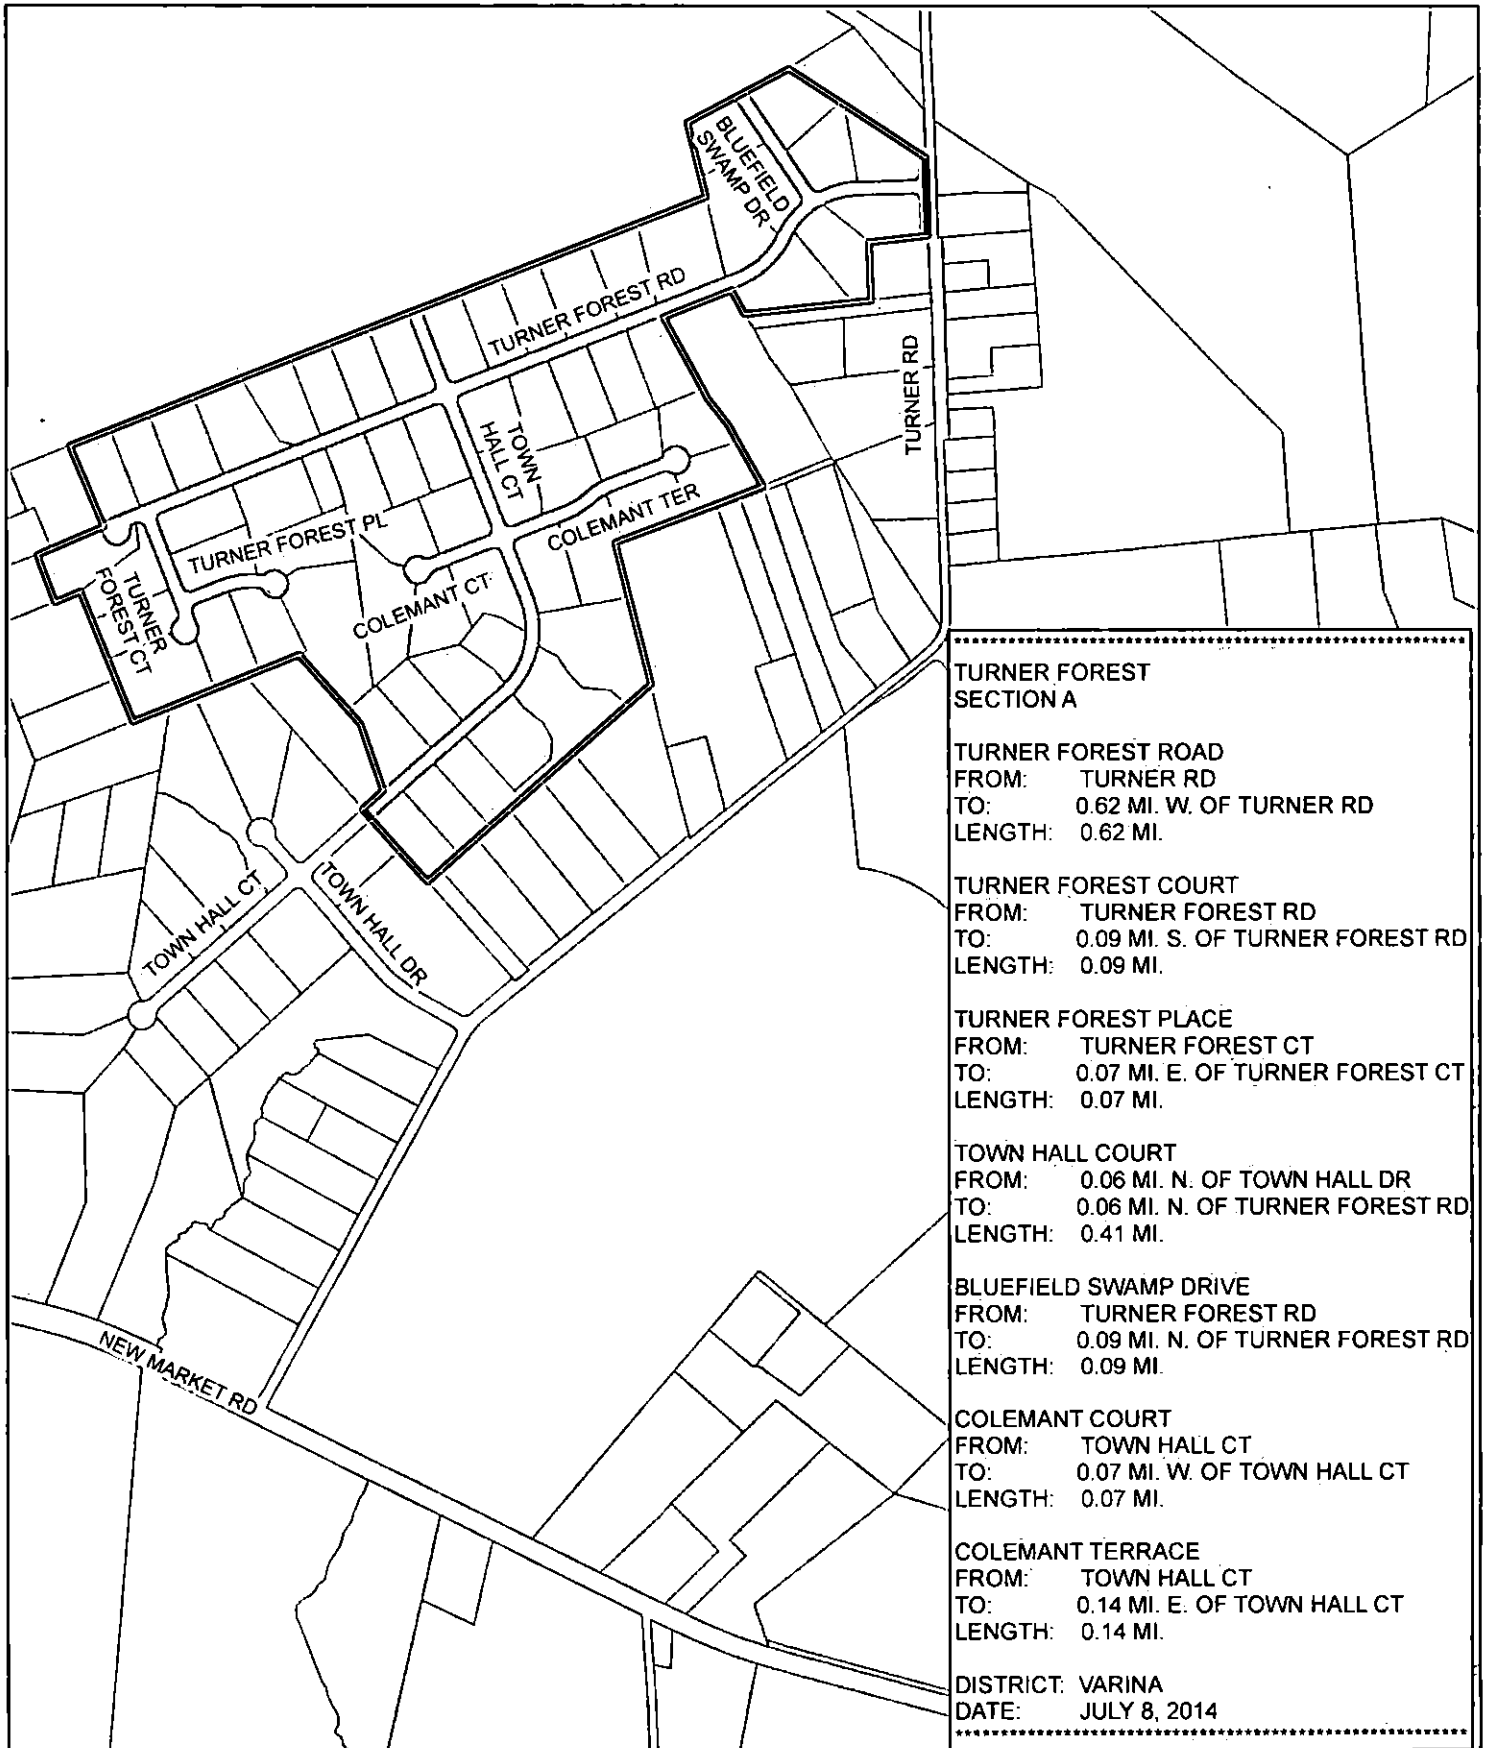 BLUEFIELD
SWAMP DR
TURNER FOREST RD
TURNER RD
TOWN
HALL CT
COLEMANT TER
TURNER FOREST PL
COLEMANT CT
TURNER
FOREST CT
TOWN HALL CT
TOWN HALL DR
NEW MARKET RD
TURNER FOREST
SECTION A
TURNER FOREST ROAD
FROM: TURNER RD
TO: 0.62 MI. W. OF TURNER RD
LENGTH: 0.62 MI.
TURNER FOREST COURT
FROM: TURNER FOREST RD
TO: 0.09 MI. S. OF TURNER FOREST RD
LENGTH: 0.09 MI.
TURNER FOREST PLACE
FROM: TURNER FOREST CT
TO: 0.07 MI. E. OF TURNER FOREST CT
LENGTH: 0.07 MI.
TOWN HALL COURT
FROM: 0.06 MI. N. OF TOWN HALL DR
TO: 0.06 MI. N. OF TURNER FOREST RD
LENGTH: 0.41 MI.
BLUEFIELD SWAMP DRIVE
FROM: TURNER FOREST RD
TO: 0.09 MI. N. OF TURNER FOREST RD
LENGTH: 0.09 MI.
COLEMANT COURT
FROM: TOWN HALL CT
TO: 0.07 MI. W. OF TOWN HALL CT
LENGTH: 0.07 MI.
COLEMANT TERRACE
FROM: TOWN HALL CT
TO: 0.14 MI. E. OF TOWN HALL CT
LENGTH: 0.14 MI.
DISTRICT: VARINA
DATE: JULY 8, 2014